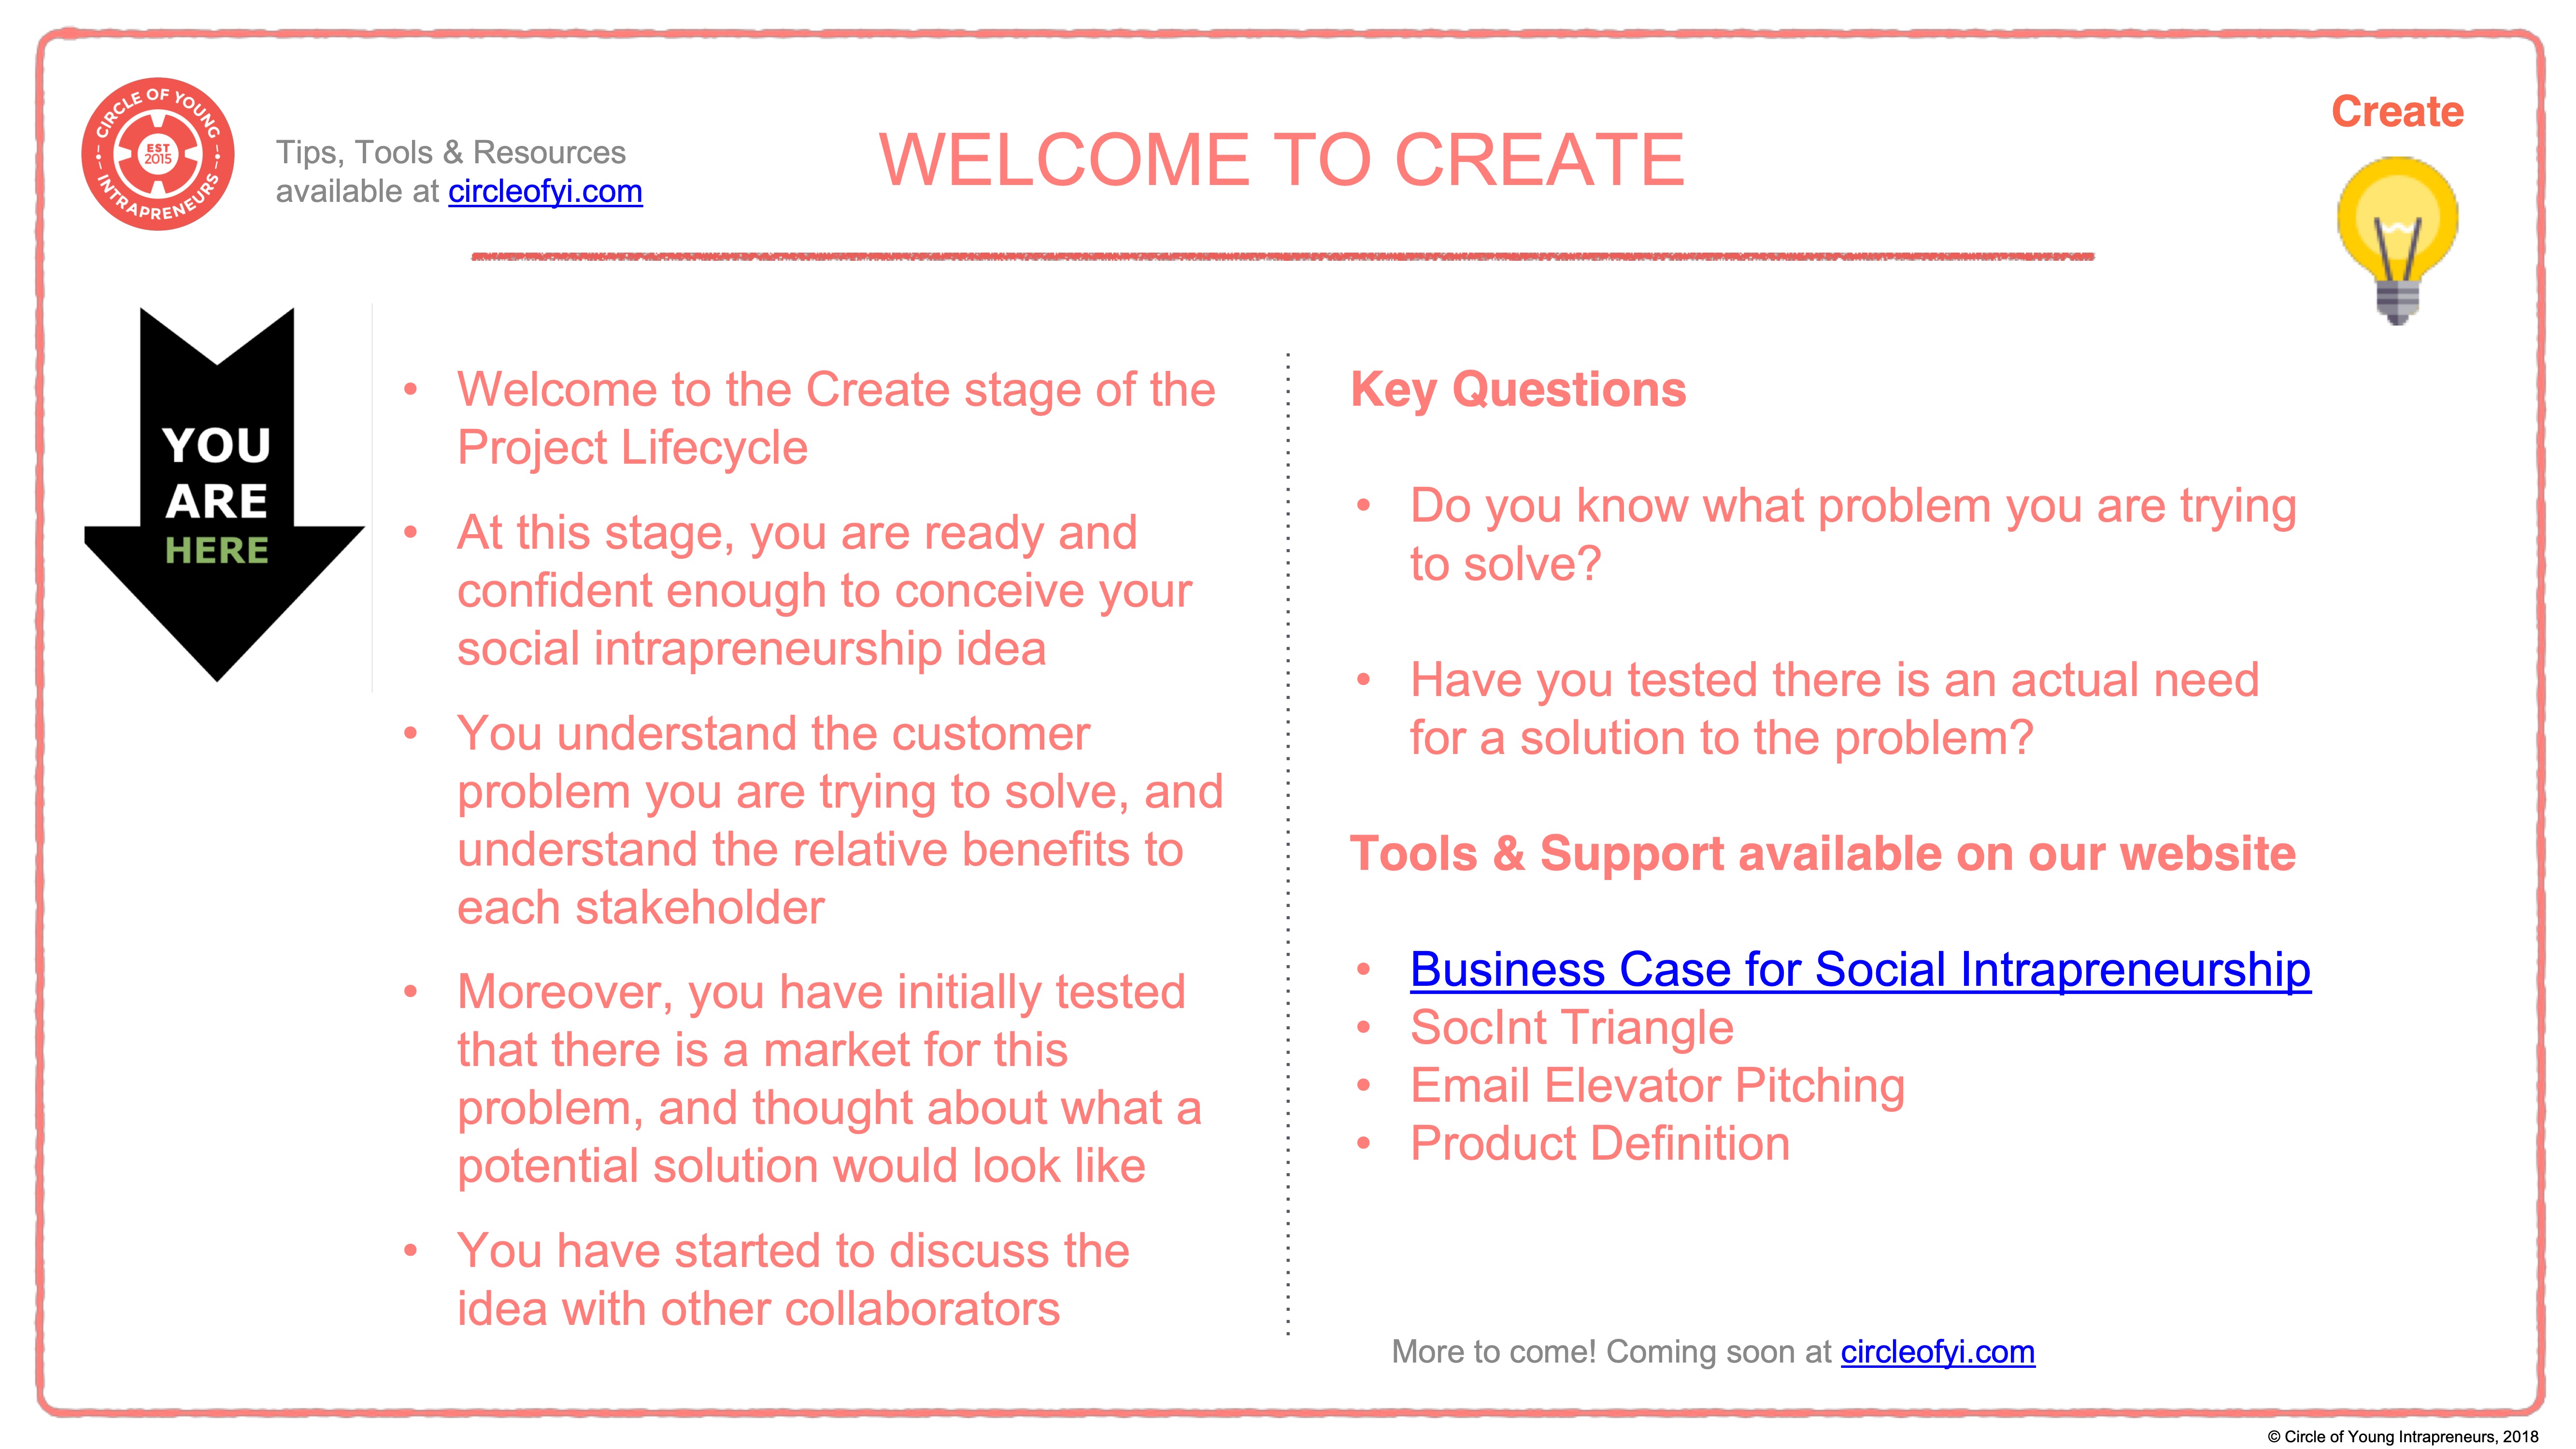 CIRCLE OF YOUNG
INTRAPRENEURS
EST
2015
Tips, Tools & Resources
available at circleofyi.com
WELCOME TO CREATE
Create
YOU
ARE
HERE
• Welcome to the Create stage of the
Project Lifecycle
• At this stage, you are ready and
confident enough to conceive your
social intrapreneurship idea
• You understand the customer
problem you are trying to solve, and
understand the relative benefits to
each stakeholder
• Moreover, you have initially tested
that there is a market for this
problem, and thought about what a
potential solution would look like
• You have started to discuss the
idea with other collaborators
Key Questions
• Do you know what problem you are trying
to solve?
• Have you tested there is an actual need
for a solution to the problem?
Tools & Support available on our website
• Business Case for Social Intrapreneurship
• SocInt Triangle
• Email Elevator Pitching
• Product Definition
More to come! Coming soon at circleofyi.com
© Circle of Young Intrapreneurs, 2018